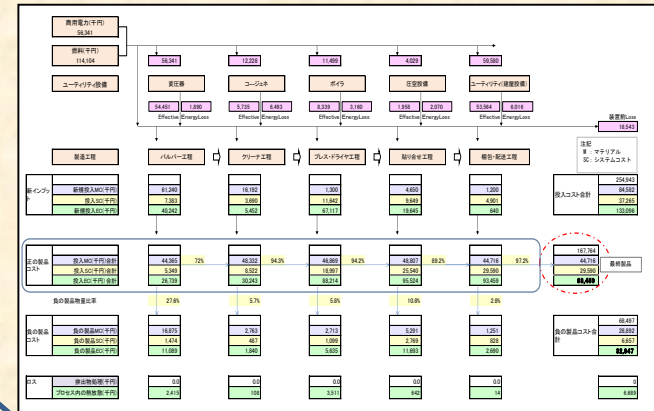 商用電力(千円)
56,341
燃料(千円)
114,104
56,341 12,228 11,499 4,029 59,580
ユーティリティ設備 変圧器 コージェネ ボイラ 圧空設備 ユーティリティ(建屋設備)
54,451 1,890 5,735 6,493 8,339 3,160 1,958 2,070 53,564 6,016
Effective EnergyLoss Effective EnergyLoss Effective EnergyLoss Effective EnergyLoss Effective EnergyLoss
装置前Loss
18,543
注記
M : マテリアル
SC: システムコスト
製造工程 パルパー工程 クリーナ工程 プレス・ドライヤ工程 貼り合せ工程 梱包・配送工程
254,943
新インプット 新規投入MC(千円) 61,240 16,192 1,300 4,650 1,200 投入コスト合計 84,582
投入SC(千円) 7,383 3,690 11,642 9,649 4,901 37,265
新規投入EC(千円) 40,242 5,452 67,117 19,645 640 133,096
167,764
正の製品コスト 投入MC(千円)合計 44,365 72% 48,332 94.3% 46,869 94.2% 48,807 89.2% 44,716 97.2% 44,716 最終製品
投入SC(千円)合計 5,349 8,522 18,997 25,540 29,590 29,590
投入EC(千円)合計 26,739 30,243 88,214 95,524 93,459
負の製品物量比率 27.6% 5.7% 5.8% 10.8% 2.8%
68,497
負の製品コスト 負の製品MC(千円) 16,875 2,763 2,713 5,291 1,251 負の製品コスト合計 28,892
負の製品SC(千円) 1,474 487 1,099 2,769 828 6,657
負の製品EC(千円) 11,089 1,840 5,635 11,693 2,690 32,947
ロス 排出物処理(千円) 0.0 0.0 0.0 0.0 0.0 0
プロセス内の熱放散(千円) 2,415 108 3,511 642 14 6,689